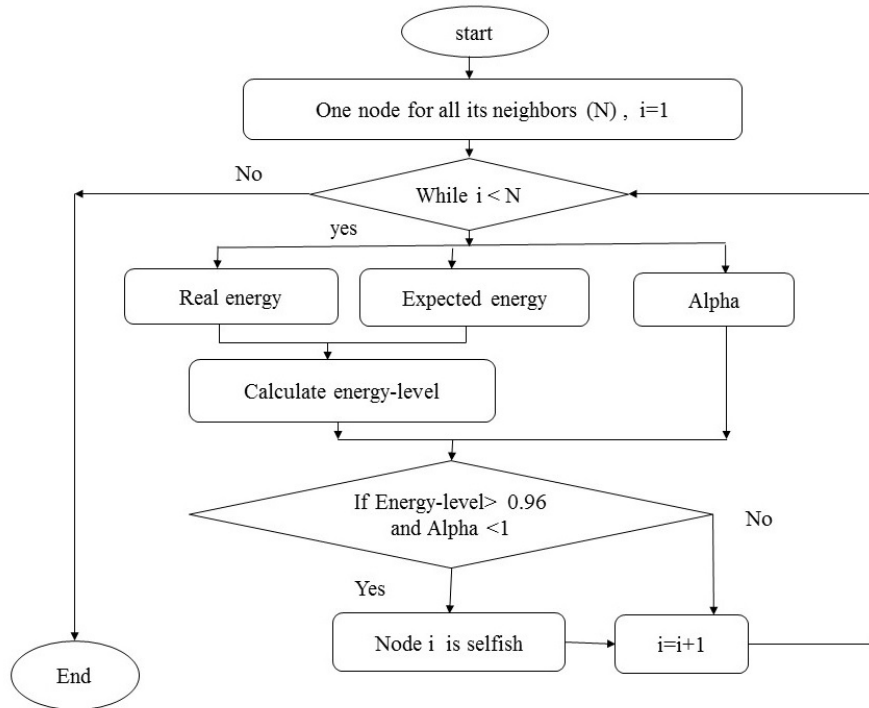 start
One node for all its neighbors (N) , i=1
No
While i < N
yes
Real energy
Expected energy
Alpha
Calculate energy-level
If Energy-level> 0.96
and Alpha <1
No
Yes
Node i is selfish
i=i+1
End